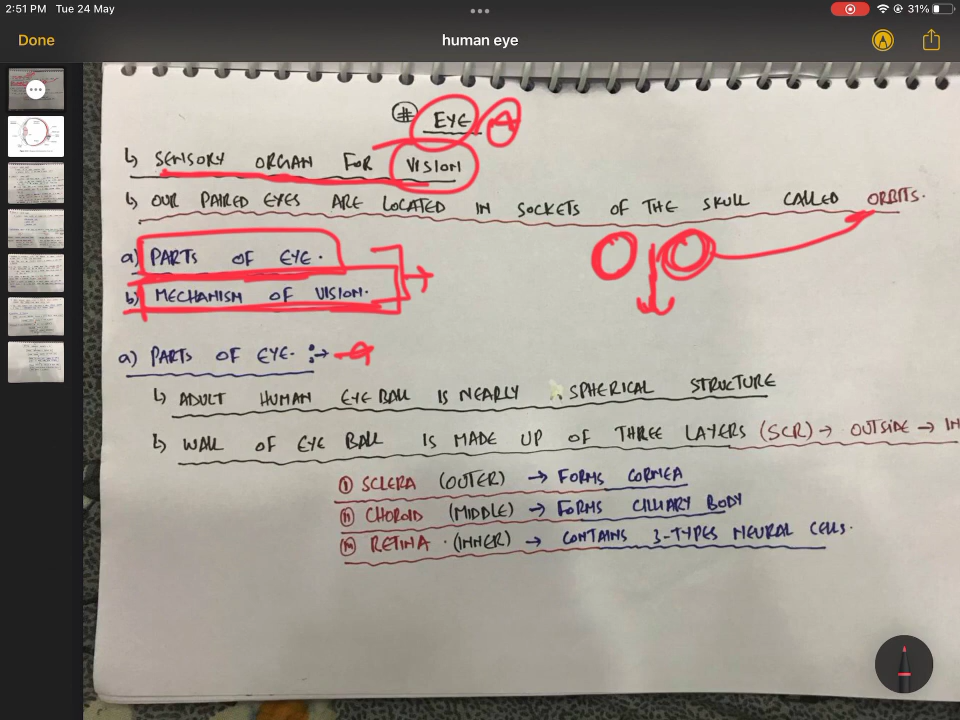 2:51 PM Tue 24 May
31%
Done
human eye
# EYE
↳ SENSORY ORGAN FOR VISION
↳ OUR PAIRED EYES ARE LOCATED IN SOCKETS OF THE SKULL CALLED ORBITS.
a) PARTS OF EYE.
b) MECHANISM OF VISION.
a) PARTS OF EYE. :→
↳ ADULT HUMAN EYE BALL IS NEARLY SPHERICAL STRUCTURE
↳ WALL OF EYE BALL IS MADE UP OF THREE LAYERS (SCR) → OUTSIDE → IN
(i) SCLERA (OUTER) → FORMS CORNEA
(ii) CHOROID (MIDDLE) → FORMS CILLIARY BODY
(iii) RETINA. (INNER) → CONTAINS 3-TYPES NEURAL CELLS.